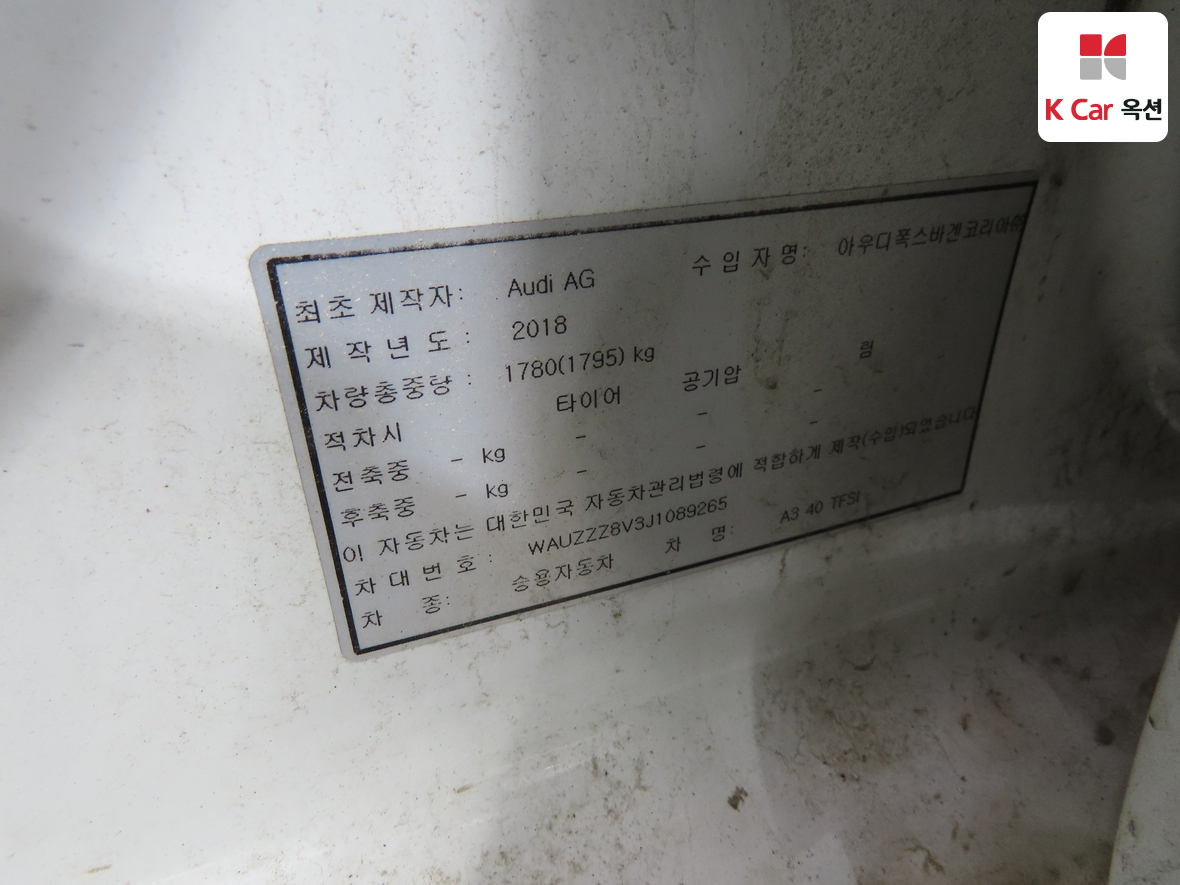 K Car 옥션
최초 제작자: Audi AG 수 입 자 명: 아우디폭스바겐코리아㈜
제 작 년 도 : 2018
차량총중량 : 1780(1795) kg
적차시 타이어 공기압 림
전축중 - kg - - -
후축중 - kg - - -
이 자동차는 대한민국 자동차관리법령에 적합하게 제작(수입)되었습니다
차 대 번 호 : WAUZZZ8V3J1089265
차 종: 승용자동차 차 명: A3 40 TFSI